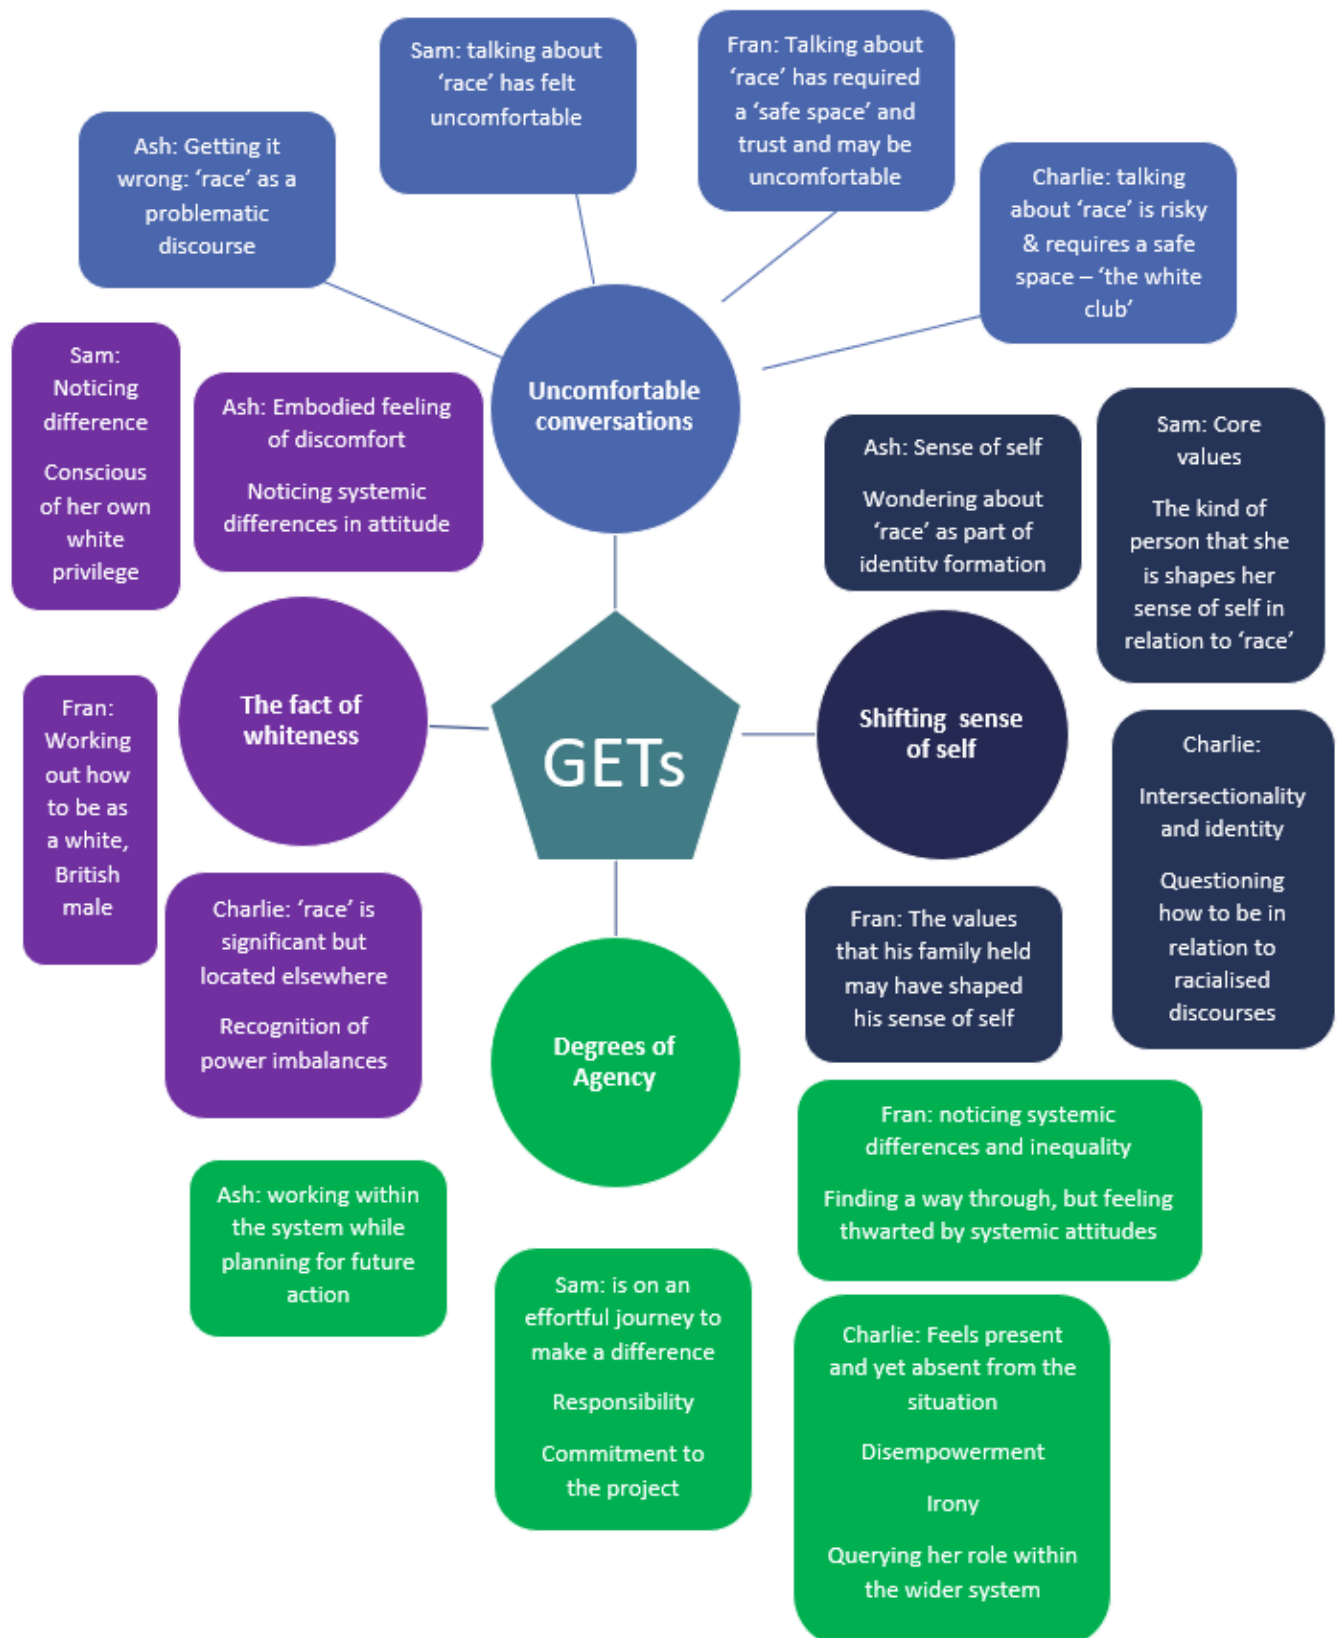 Sam: talking about
‘race’ has felt
uncomfortable
Fran: Talking about
‘race’ has required
a ‘safe space’ and
trust and may be
uncomfortable
Ash: Getting it
wrong: ‘race’ as a
problematic
discourse
Charlie: talking
about ‘race’ is risky
& requires a safe
space – ‘the white
club’
Uncomfortable
conversations
Sam:
Noticing
difference
Conscious
of her own
white
privilege
Ash: Embodied feeling
of discomfort
Noticing systemic
differences in attitude
Ash: Sense of self
Wondering about
‘race’ as part of
identity formation
Sam: Core
values
The kind of
person that she
is shapes her
sense of self in
relation to ‘race’
The fact of
whiteness
GETs
Shifting  sense
of self
Fran:
Working
out how
to be as
a white,
British
male
Charlie:
Intersectionality
and identity
Questioning
how to be in
relation to
racialised
discourses
Charlie: ‘race’ is
significant but
located elsewhere
Recognition of
power imbalances
Fran: The values
that his family held
may have shaped
his sense of self
Degrees of
Agency
Fran: noticing systemic
differences and inequality
Finding a way through, but feeling
thwarted by systemic attitudes
Ash: working within
the system while
planning for future
action
Sam: is on an
effortful journey to
make a difference
Responsibility
Commitment to
the project
Charlie: Feels present
and yet absent from the
situation
Disempowerment
Irony
Querying her role within
the wider system